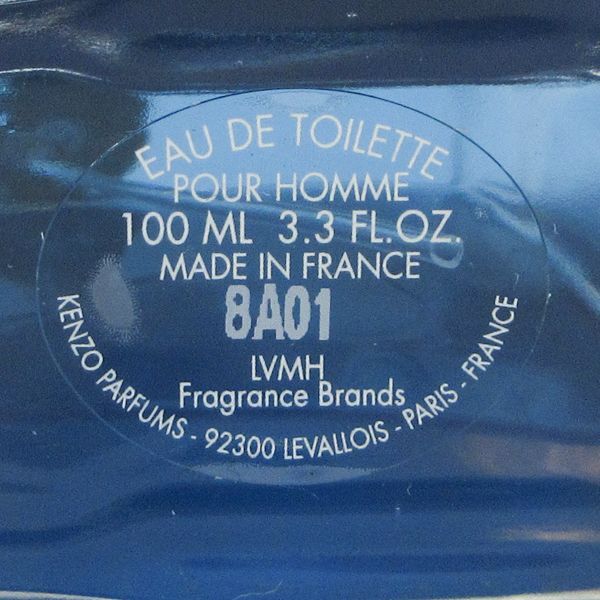 EAU DE TOILETTE
POUR HOMME
100 ML 3.3 FL.OZ.
MADE IN FRANCE
8A01
LVMH
Fragrance Brands
KENZO PARFUMS - 92300 LEVALLOIS - PARIS - FRANCE